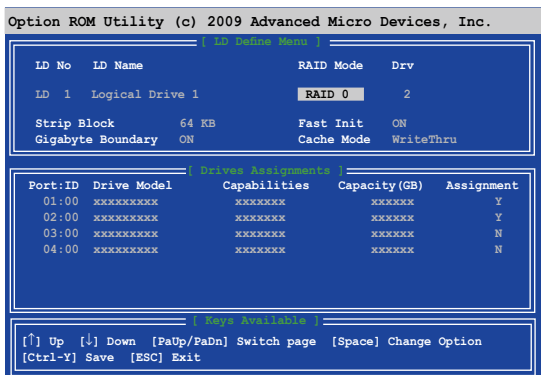 Option ROM Utility (c) 2009 Advanced Micro Devices, Inc.
[ LD Define Menu ]
LD No LD Name RAID Mode Drv
LD 1 Logical Drive 1 RAID 0 2
Strip Block 64 KB Fast Init ON
Gigabyte Boundary ON Cache Mode WriteThru
[ Drives Assignments ]
Port:ID Drive Model Capabilities Capacity(GB) Assignment
01:00 xxxxxxxxx xxxxxxx xxxxxx Y
02:00 xxxxxxxxx xxxxxxx xxxxxx Y
03:00 xxxxxxxxx xxxxxxx xxxxxx N
04:00 xxxxxxxxx xxxxxxx xxxxxx N
[ Keys Available ]
[↑] Up [↓] Down [PaUp/PaDn] Switch page [Space] Change Option
[Ctrl-Y] Save [ESC] Exit